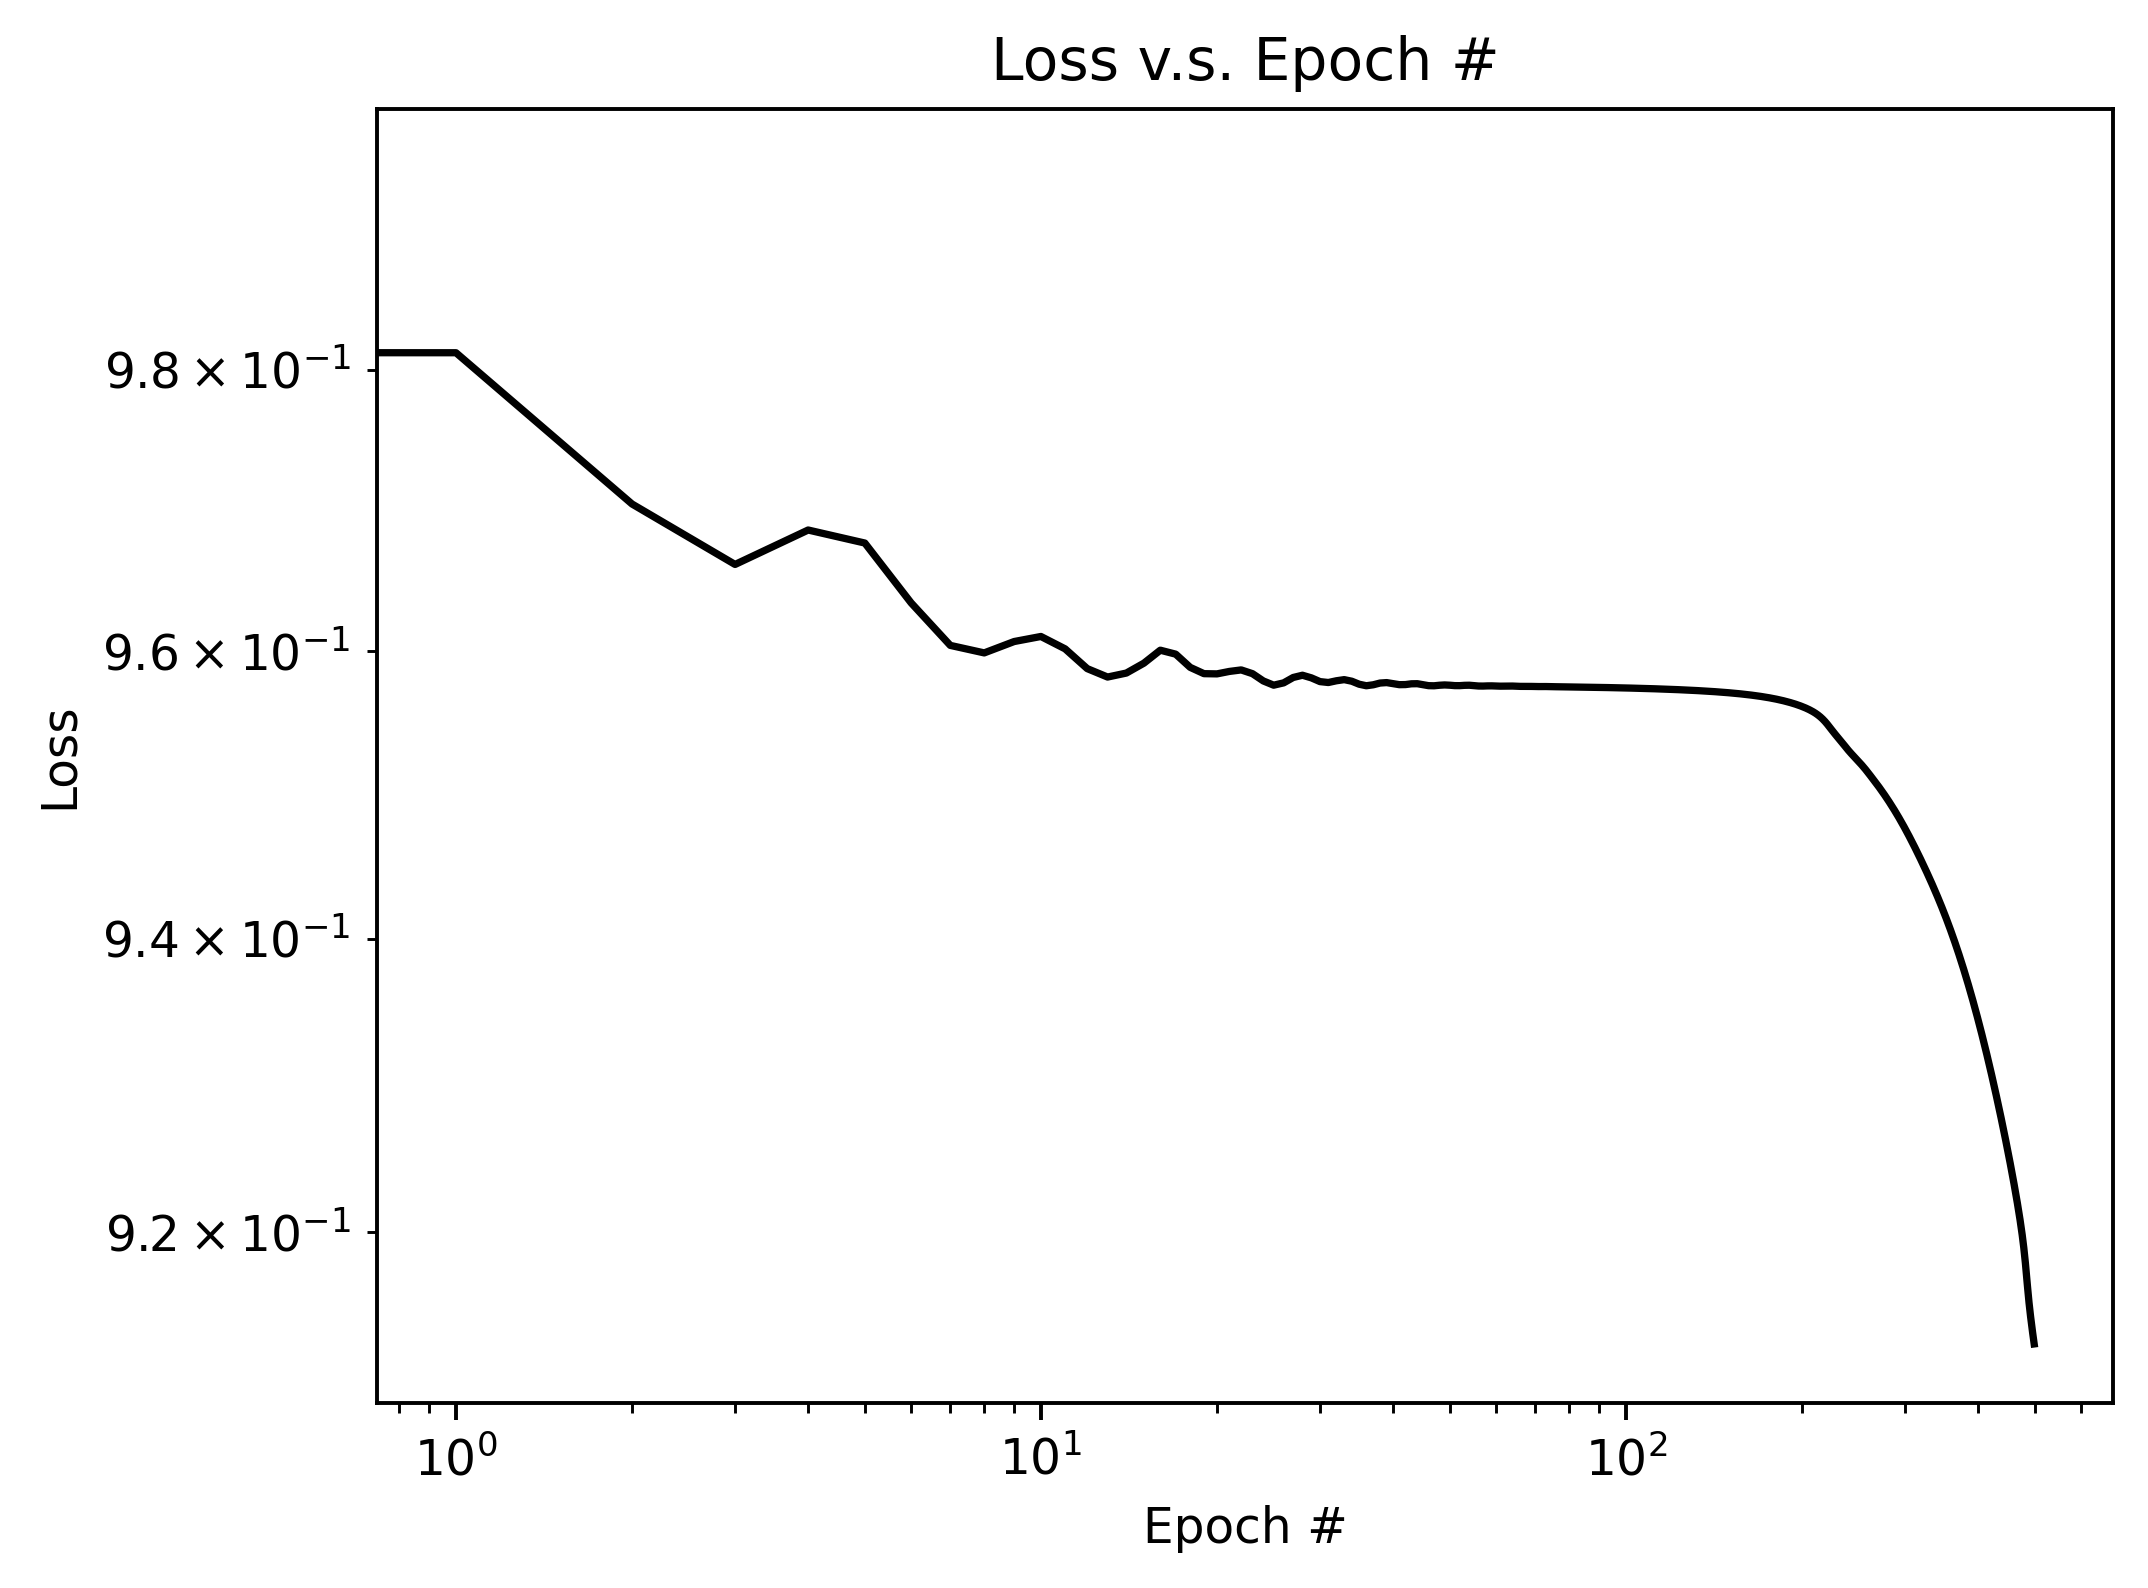 Loss v.s. Epoch #
9.8 × 10⁻¹
9.6 × 10⁻¹
9.4 × 10⁻¹
9.2 × 10⁻¹
Loss
10⁰ 10¹ 10²
Epoch #